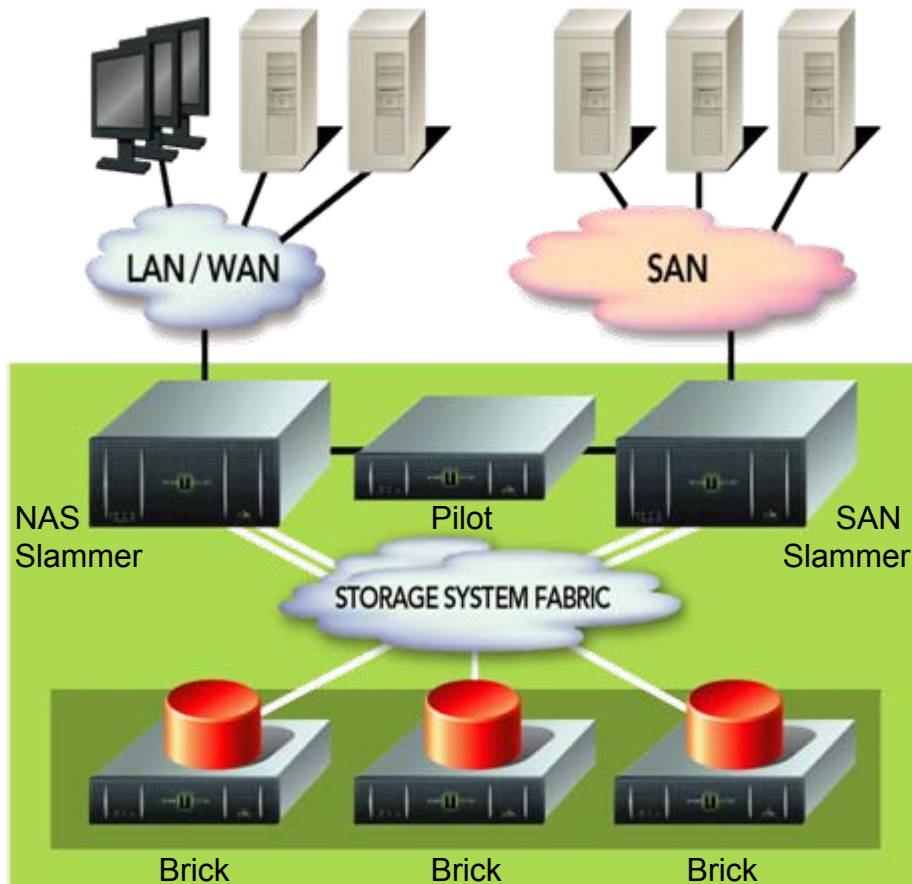 LAN / WAN
SAN
NAS
Slammer
Pilot
SAN
Slammer
STORAGE SYSTEM FABRIC
Brick
Brick
Brick